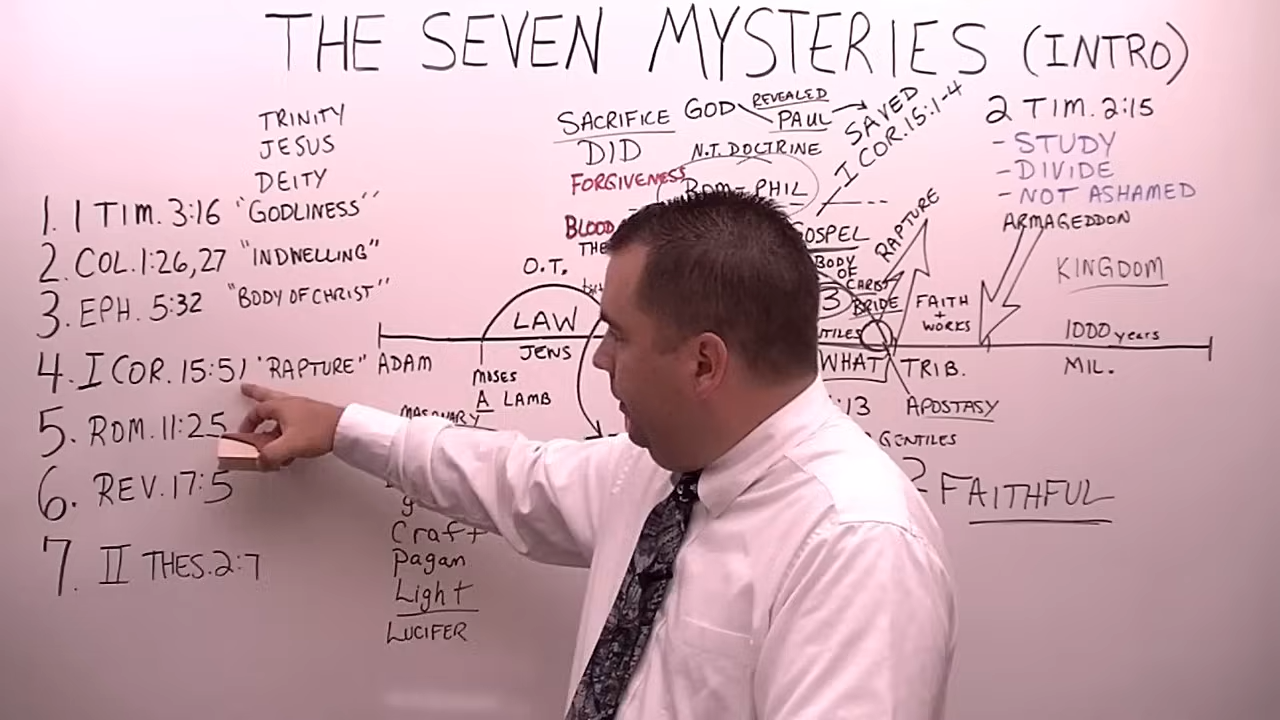 THE SEVEN MYSTERIES (INTRO)
TRINITY
JESUS
DEITY
1. 1 TIM. 3:16 "GODLINESS"
2. COL. 1:26,27 "INDWELLING"
3. EPH. 5:32 "BODY OF CHRIST"
4. I COR. 15:51 "RAPTURE"
5. ROM. 11:25
6. REV. 17:5
7. II THES. 2:7
SACRIFICE
DID
FORGIVENESS
BLOOD
THE
GOD
REVEALED
PAUL
N.T. DOCTRINE
ROM-PHIL
SAVED
I COR. 15:1-4
2 TIM. 2:15
- STUDY
- DIVIDE
- NOT ASHAMED
ARMAGEDDON
KINGDOM
RAPTURE
BODY
OF
CHRIST
BRIDE
FAITH
+
WORKS
1000 years
O.T.
LAW
JEWS
ADAM
MOSES
A LAMB
WHAT
TRIB.
MIL.
APOSTASY
GENTILES
2 FAITHFUL
MASONARY
Craft
Pagan
Light
LUCIFER